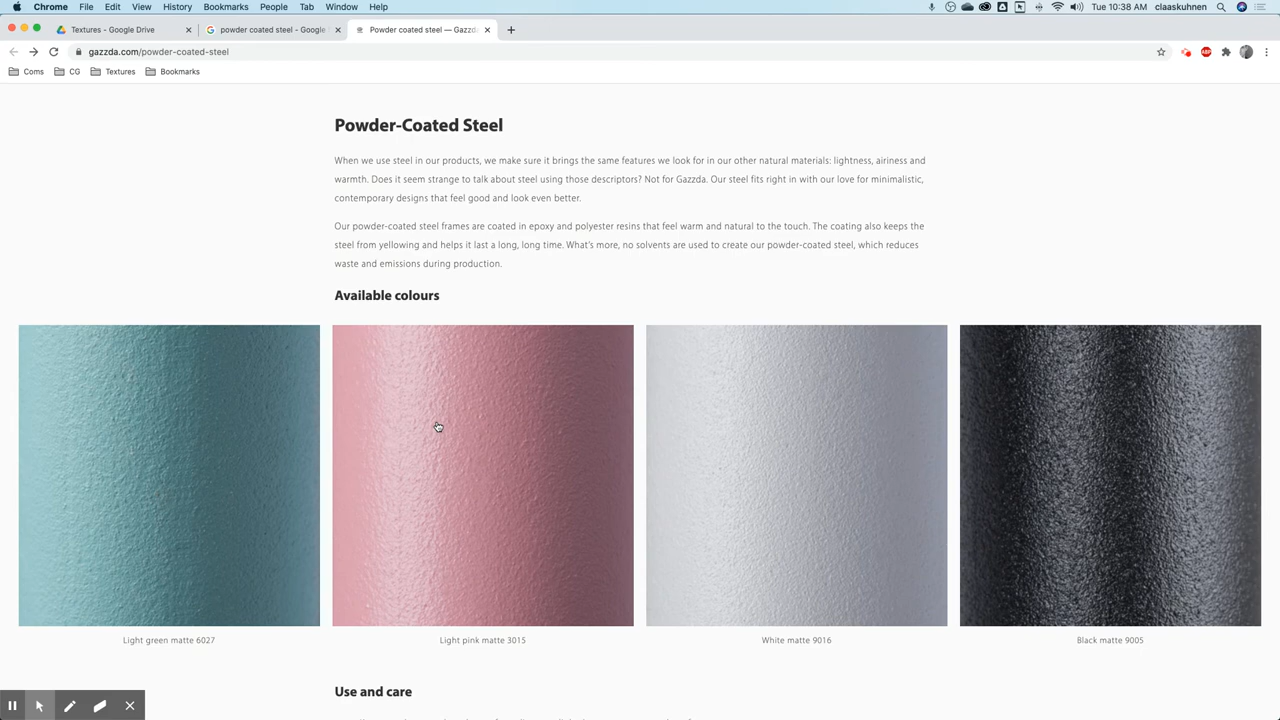 Chrome File Edit View History Bookmarks People Tab Window Help Tue 10:38 AM claaskuhnen
Textures - Google Drive powder coated steel - Google Powder coated steel — Gazzd
gazzda.com/powder-coated-steel
Coms CG Textures Bookmarks
Powder-Coated Steel
When we use steel in our products, we make sure it brings the same features we look for in our other natural materials: lightness, airiness and
warmth. Does it seem strange to talk about steel using those descriptors? Not for Gazzda. Our steel fits right in with our love for minimalistic,
contemporary designs that feel good and look even better.
Our powder-coated steel frames are coated in epoxy and polyester resins that feel warm and natural to the touch. The coating also keeps the
steel from yellowing and helps it last a long, long time. What's more, no solvents are used to create our powder-coated steel, which reduces
waste and emissions during production.
Available colours
Light green matte 6027 Light pink matte 3015 White matte 9016 Black matte 9005
Use and care